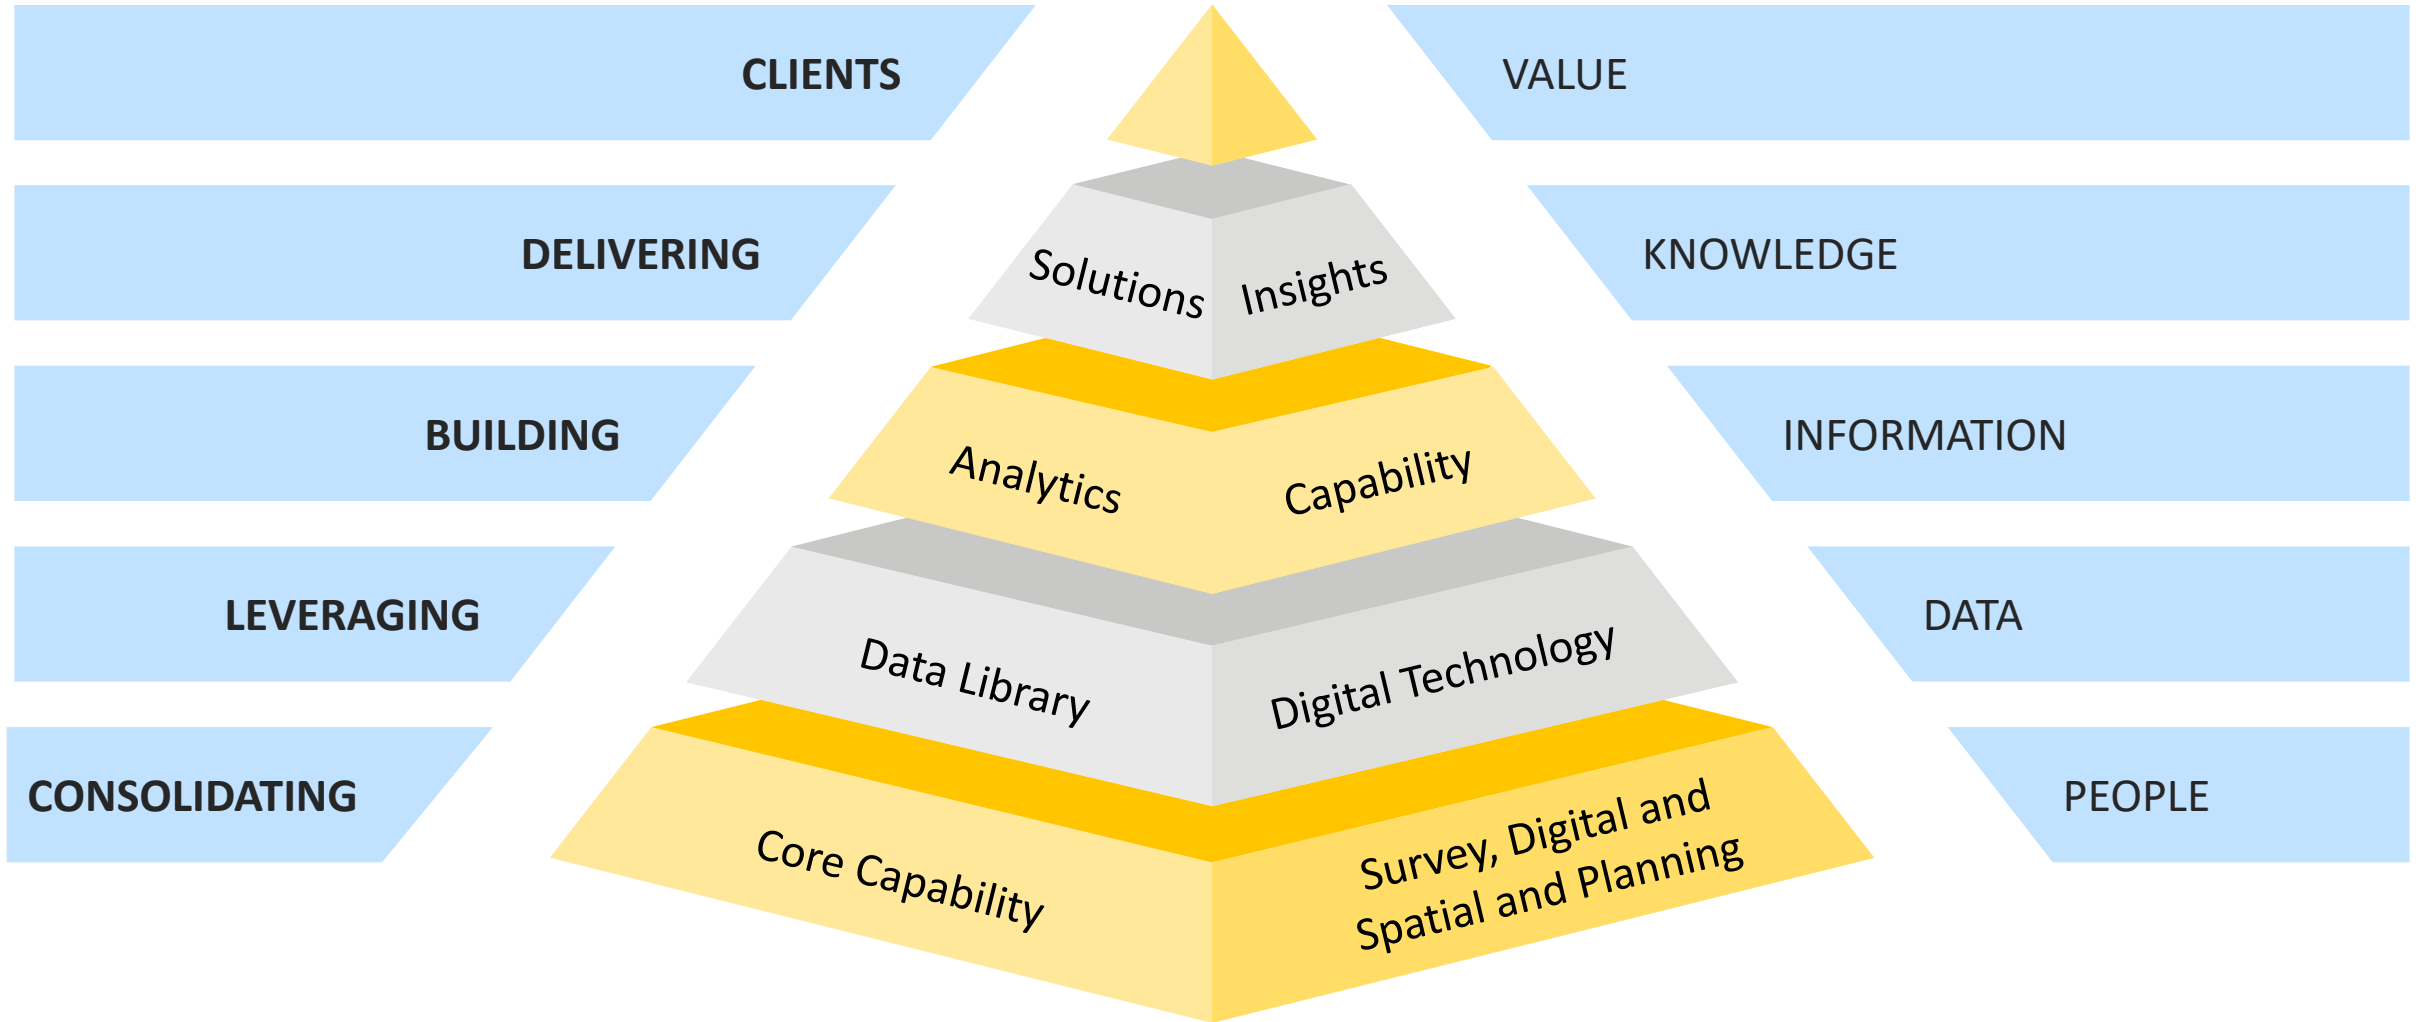 CLIENTS
VALUE
DELIVERING
Solutions
Insights
KNOWLEDGE
BUILDING
Analytics
Capability
INFORMATION
LEVERAGING
Data Library
Digital Technology
DATA
CONSOLIDATING
Core Capability
Survey, Digital and
Spatial and Planning
PEOPLE